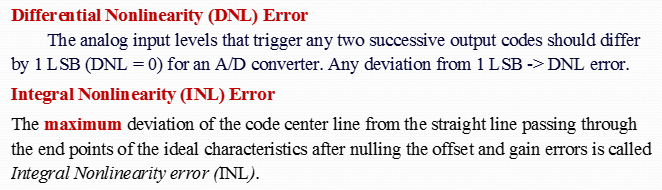 Differential Nonlinearity (DNL) Error
The analog input levels that trigger any two successive output codes should differ
by 1 LSB (DNL = 0) for an A/D converter. Any deviation from 1 LSB -> DNL error.
Integral Nonlinearity (INL) Error
The maximum deviation of the code center line from the straight line passing through
the end points of the ideal characteristics after nulling the offset and gain errors is called
Integral Nonlinearity error (INL).